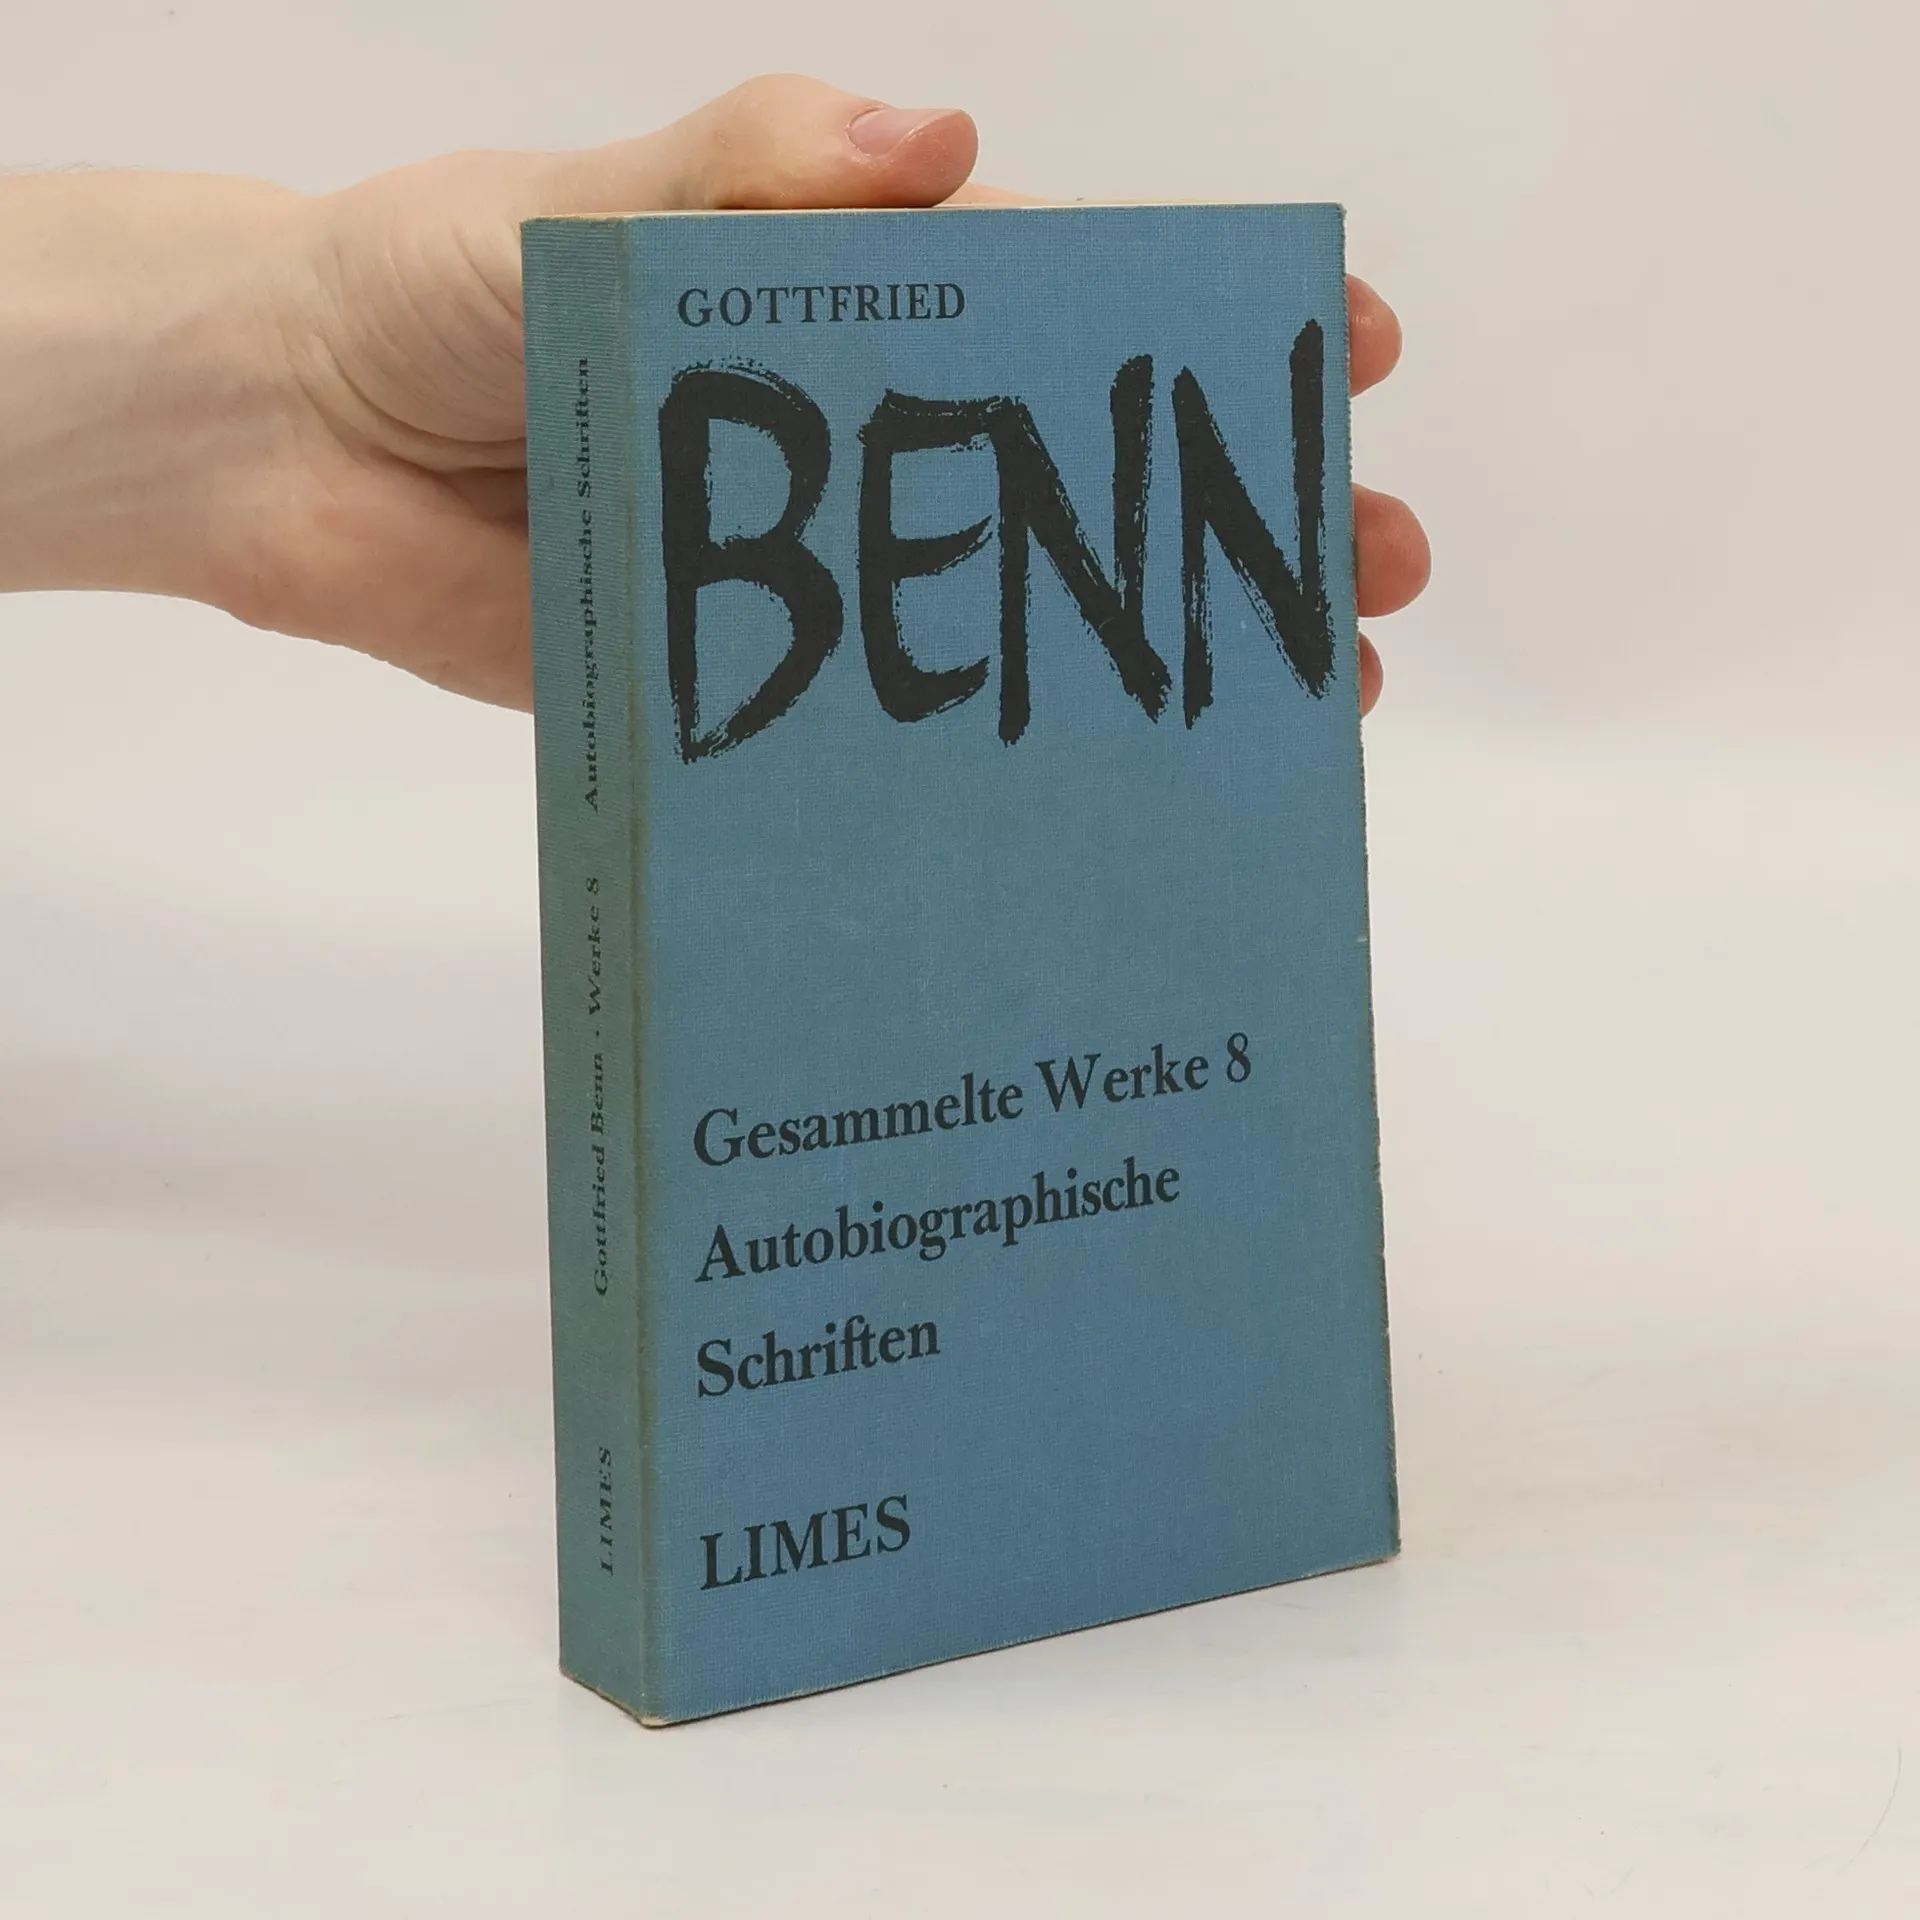 GOTTFRIED
BENN
Gesammelte Werke 8
Autobiographische
Schriften
LIMES
LIMES Gottfried Benn · Werke 8 Autobiographische Schriften